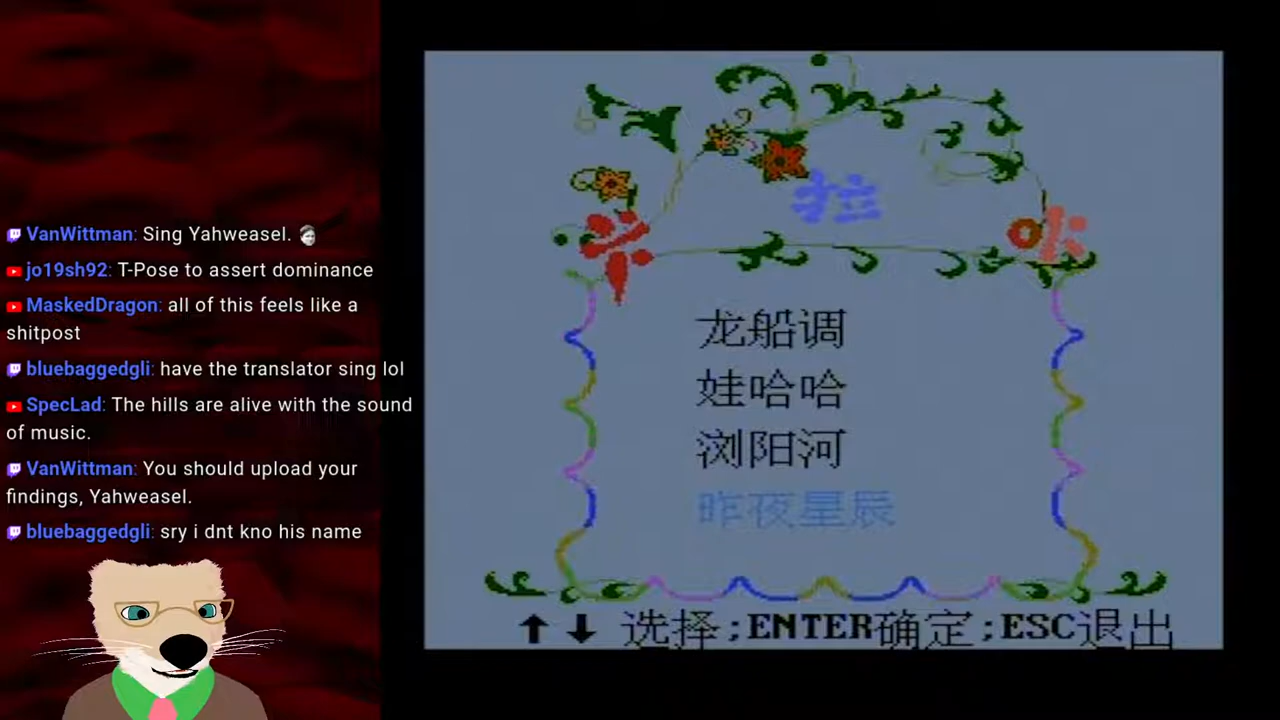 VanWittman: Sing Yahweasel.
jo19sh92: T-Pose to assert dominance
MaskedDragon: all of this feels like a
shitpost
bluebaggedgli: have the translator sing lol
SpecLad: The hills are alive with the sound
of music.
VanWittman: You should upload your
findings, Yahweasel.
bluebaggedgli: sry i dnt kno his name
拉
龙船调
娃哈哈
浏阳河
昨夜星辰
↑ ↓ 选择;ENTER确定;ESC退出